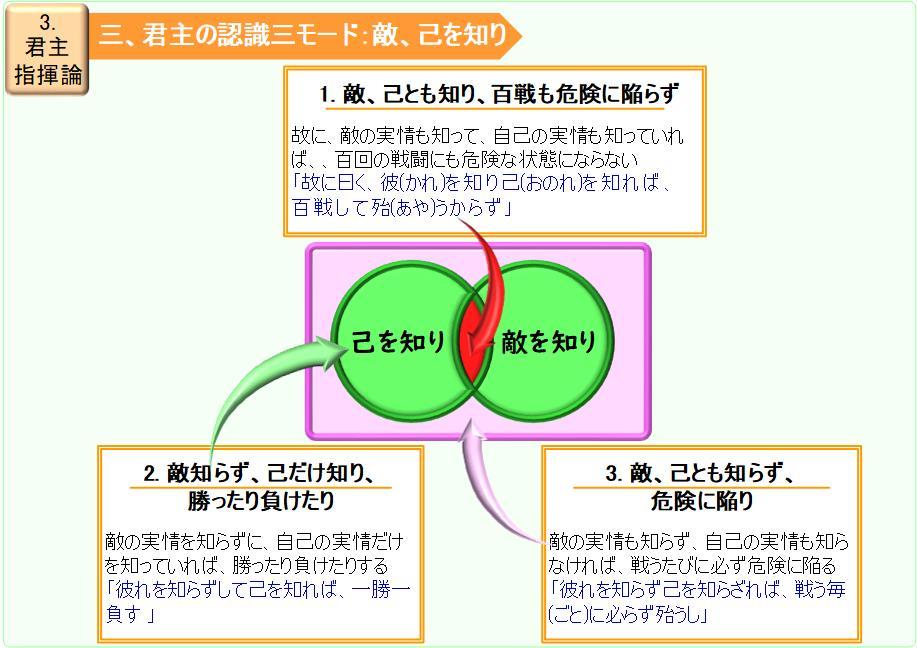 3.
君主
指揮論
三、君主の認識三モード：敵、己を知り
1. 敵、己とも知り、百戦も危険に陥らず
故に、敵の実情も知って、自己の実情も知っていれ
ば、、百回の戦闘にも危険な状態にならない
「故に曰く、彼(かれ)を知り己(おのれ)を知れば、
百戦して殆(あや)うからず」
己を知り
敵を知り
2. 敵知らず、己だけ知り、
勝ったり負けたり
敵の実情を知らずに、自己の実情だけ
を知っていれば、勝ったり負けたりする
「彼れを知らずして己を知れば、一勝一
負す 」
3. 敵、己とも知らず、
危険に陥り
敵の実情も知らず、自己の実情も知ら
なければ、戦うたびに必ず危険に陥る
「彼れを知らず己を知らざれば、戦う毎
(ごと)に必らず殆うし」